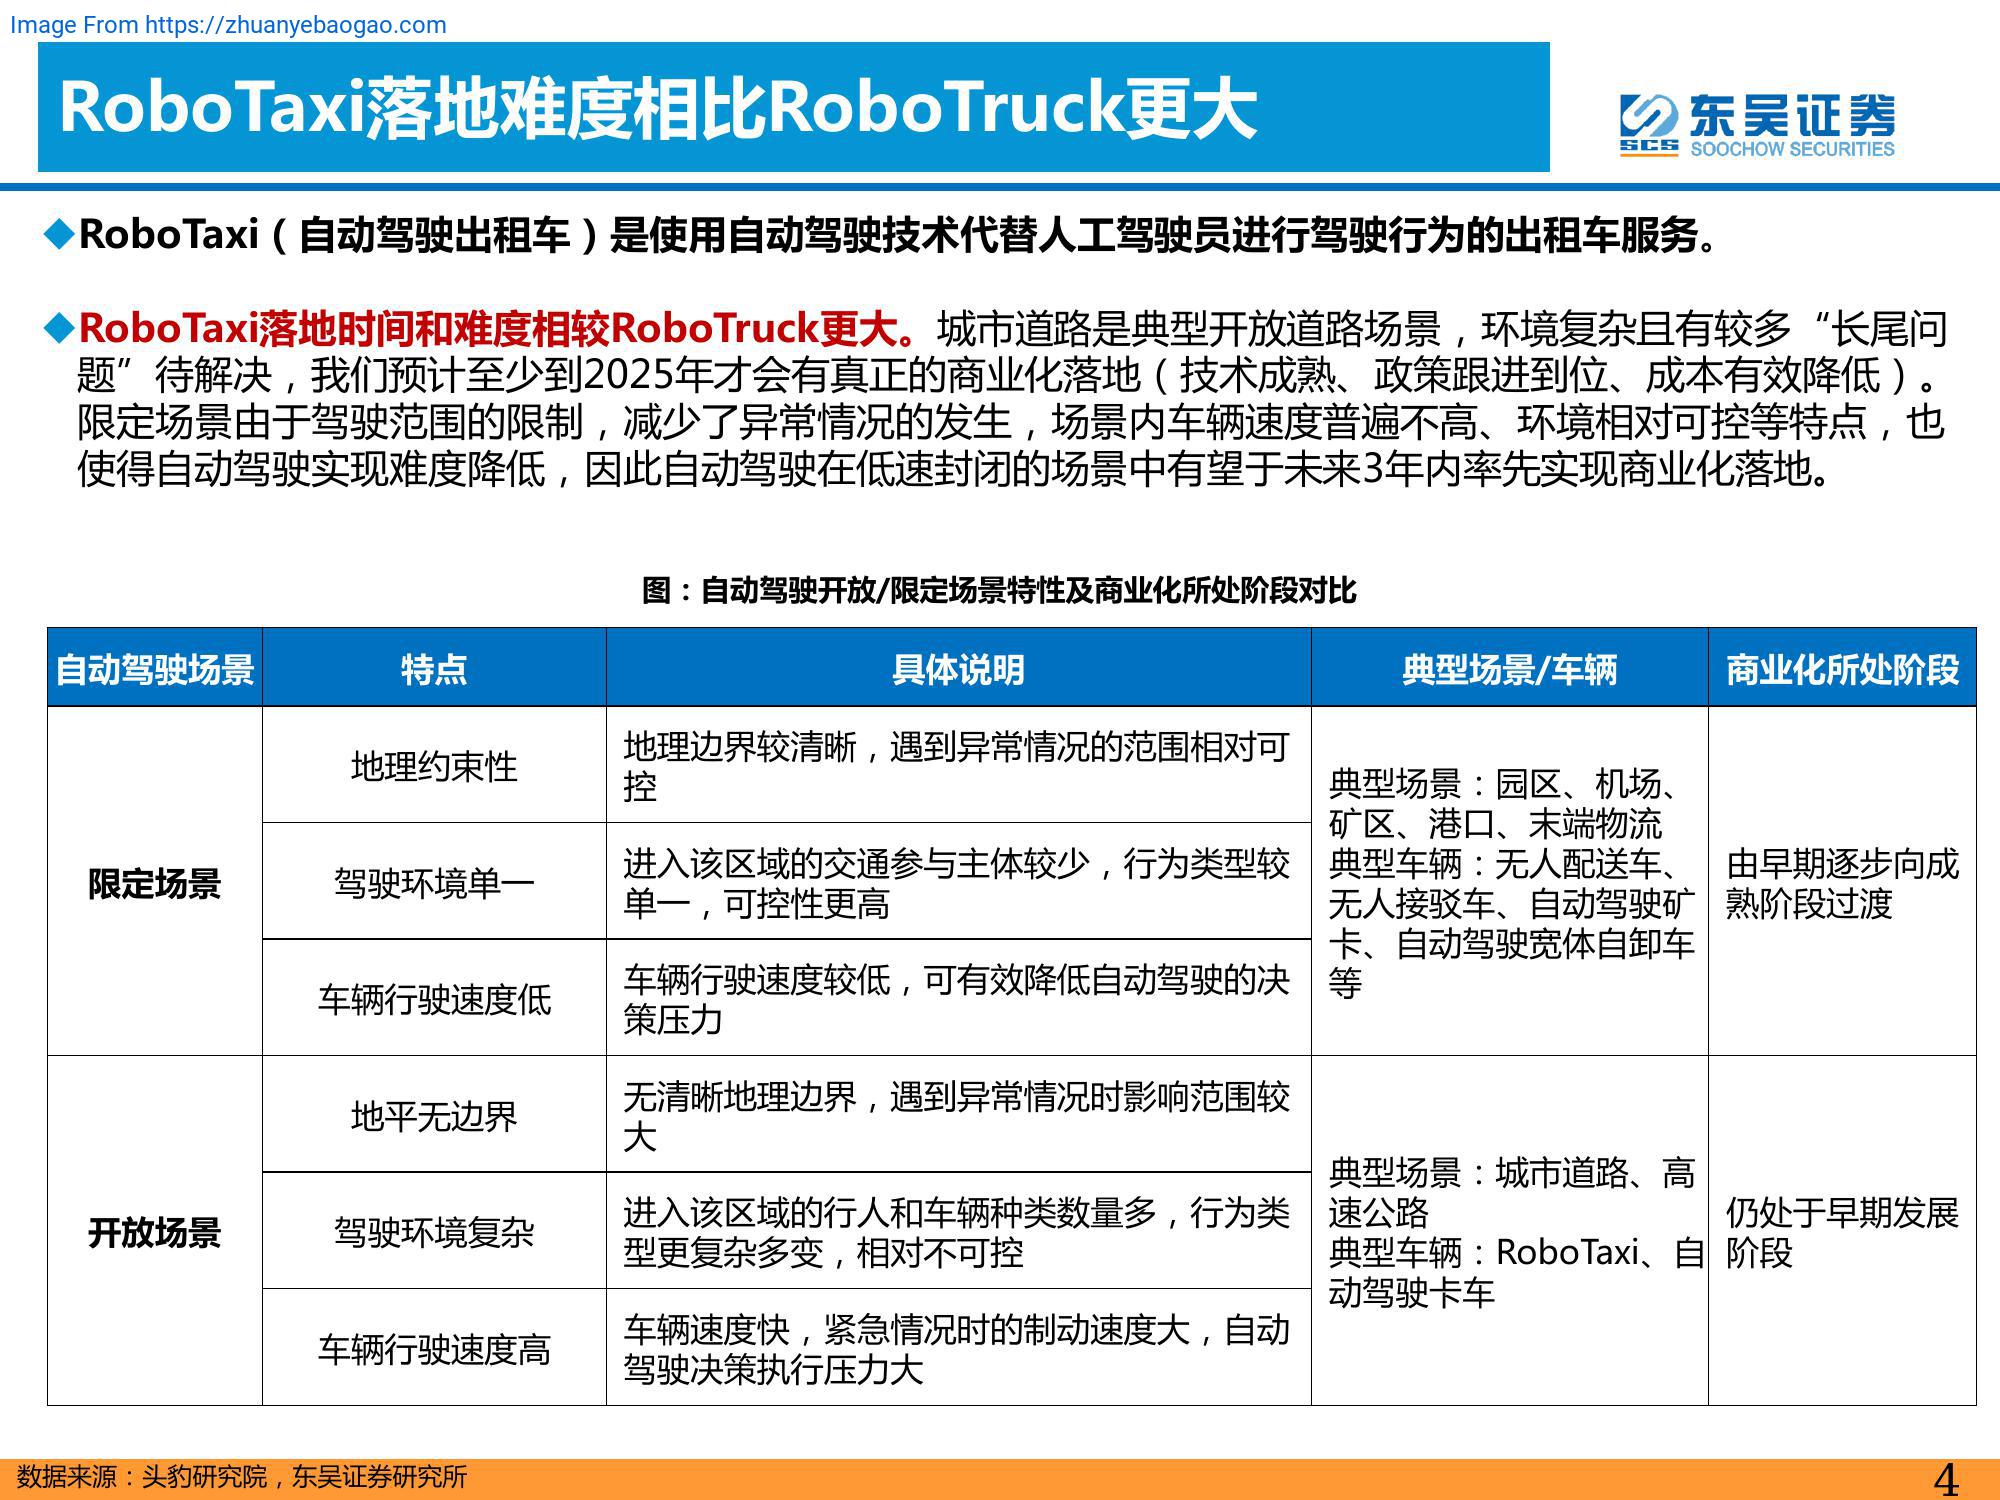 Image From https://zhuanyebaogao.com
RoboTaxi落地难度相比RoboTruck更大
SCS
东吴证券
SOOCHOW SECURITIES
◆RoboTaxi（自动驾驶出租车）是使用自动驾驶技术代替人工驾驶员进行驾驶行为的出租车服务。
◆RoboTaxi落地时间和难度相较RoboTruck更大。城市道路是典型开放道路场景，环境复杂且有较多“长尾问
题”待解决，我们预计至少到2025年才会有真正的商业化落地（技术成熟、政策跟进到位、成本有效降低）。
限定场景由于驾驶范围的限制，减少了异常情况的发生，场景内车辆速度普遍不高、环境相对可控等特点，也
使得自动驾驶实现难度降低，因此自动驾驶在低速封闭的场景中有望于未来3年内率先实现商业化落地。
图：自动驾驶开放/限定场景特性及商业化所处阶段对比
自动驾驶场景
特点
具体说明
典型场景/车辆
商业化所处阶段
限定场景
地理约束性
地理边界较清晰，遇到异常情况的范围相对可
控
驾驶环境单一
进入该区域的交通参与主体较少，行为类型较
单一，可控性更高
车辆行驶速度低
车辆行驶速度较低，可有效降低自动驾驶的决
策压力
典型场景：园区、机场、
矿区、港口、末端物流
典型车辆：无人配送车、
无人接驳车、自动驾驶矿
卡、自动驾驶宽体自卸车
等
由早期逐步向成
熟阶段过渡
开放场景
地平无边界
无清晰地理边界，遇到异常情况时影响范围较
大
驾驶环境复杂
进入该区域的行人和车辆种类数量多，行为类
型更复杂多变，相对不可控
车辆行驶速度高
车辆速度快，紧急情况时的制动速度大，自动
驾驶决策执行压力大
典型场景：城市道路、高
速公路
典型车辆：RoboTaxi、自
动驾驶卡车
仍处于早期发展
阶段
数据来源：头豹研究院，东吴证券研究所
4